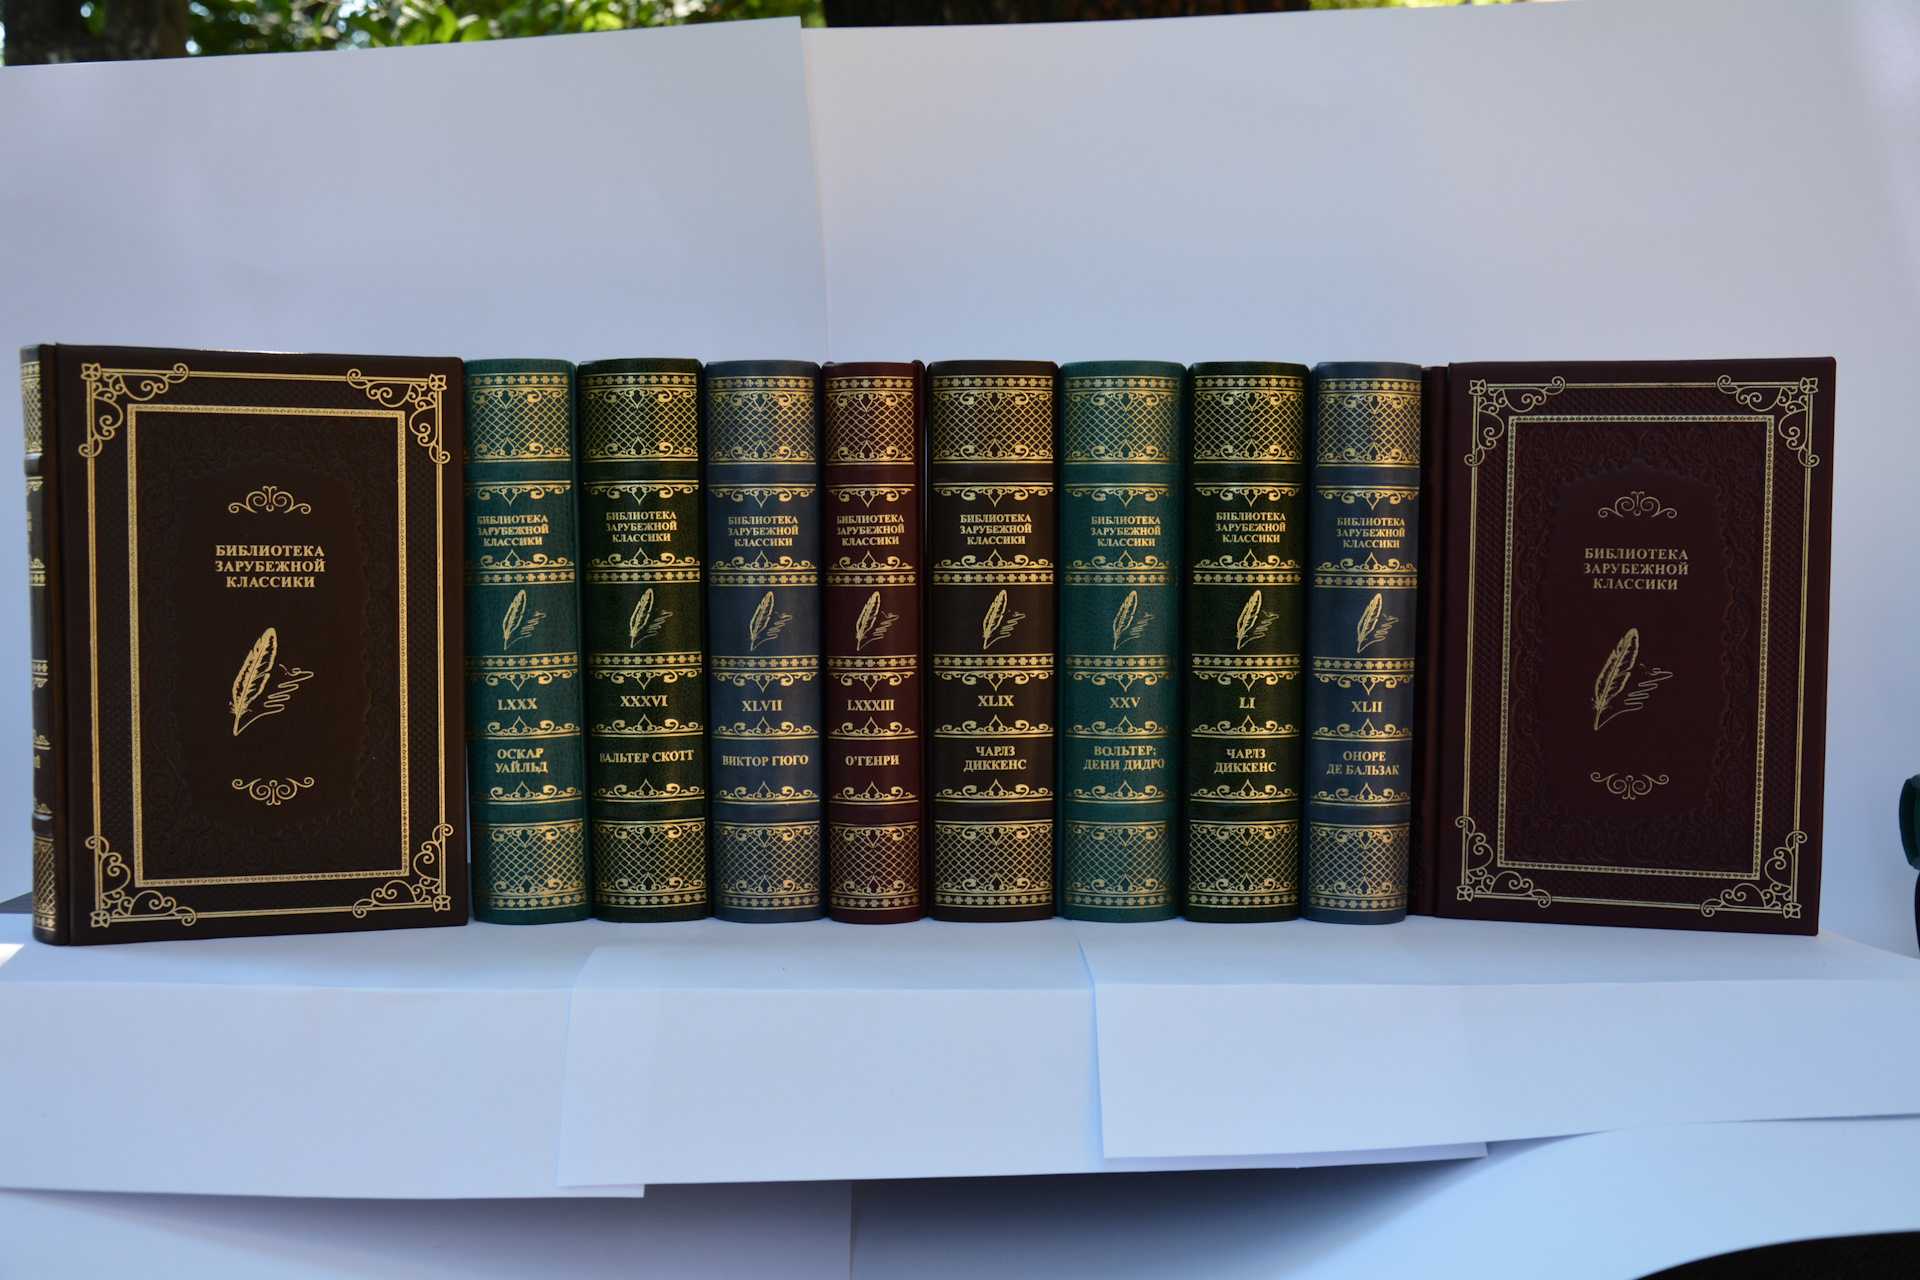 БИБЛИОТЕКА
ЗАРУБЕЖНОЙ
КЛАССИКИ
БИБЛИОТЕКА
ЗАРУБЕЖНОЙ
КЛАССИКИ
LXXX
ОСКАР
УАЙЛЬД
БИБЛИОТЕКА
ЗАРУБЕЖНОЙ
КЛАССИКИ
XXXVI
ВАЛЬТЕР СКОТТ
БИБЛИОТЕКА
ЗАРУБЕЖНОЙ
КЛАССИКИ
XLVII
ВИКТОР ГЮГО
БИБЛИОТЕКА
ЗАРУБЕЖНОЙ
КЛАССИКИ
LXXXIII
О'ГЕНРИ
БИБЛИОТЕКА
ЗАРУБЕЖНОЙ
КЛАССИКИ
XLIX
ЧАРЛЗ
ДИККЕНС
БИБЛИОТЕКА
ЗАРУБЕЖНОЙ
КЛАССИКИ
XXV
ВОЛЬТЕР;
ДЕНИ ДИДРО
БИБЛИОТЕКА
ЗАРУБЕЖНОЙ
КЛАССИКИ
LI
ЧАРЛЗ
ДИККЕНС
БИБЛИОТЕКА
ЗАРУБЕЖНОЙ
КЛАССИКИ
XLII
ОНОРЕ
ДЕ БАЛЬЗАК
БИБЛИОТЕКА
ЗАРУБЕЖНОЙ
КЛАССИКИ